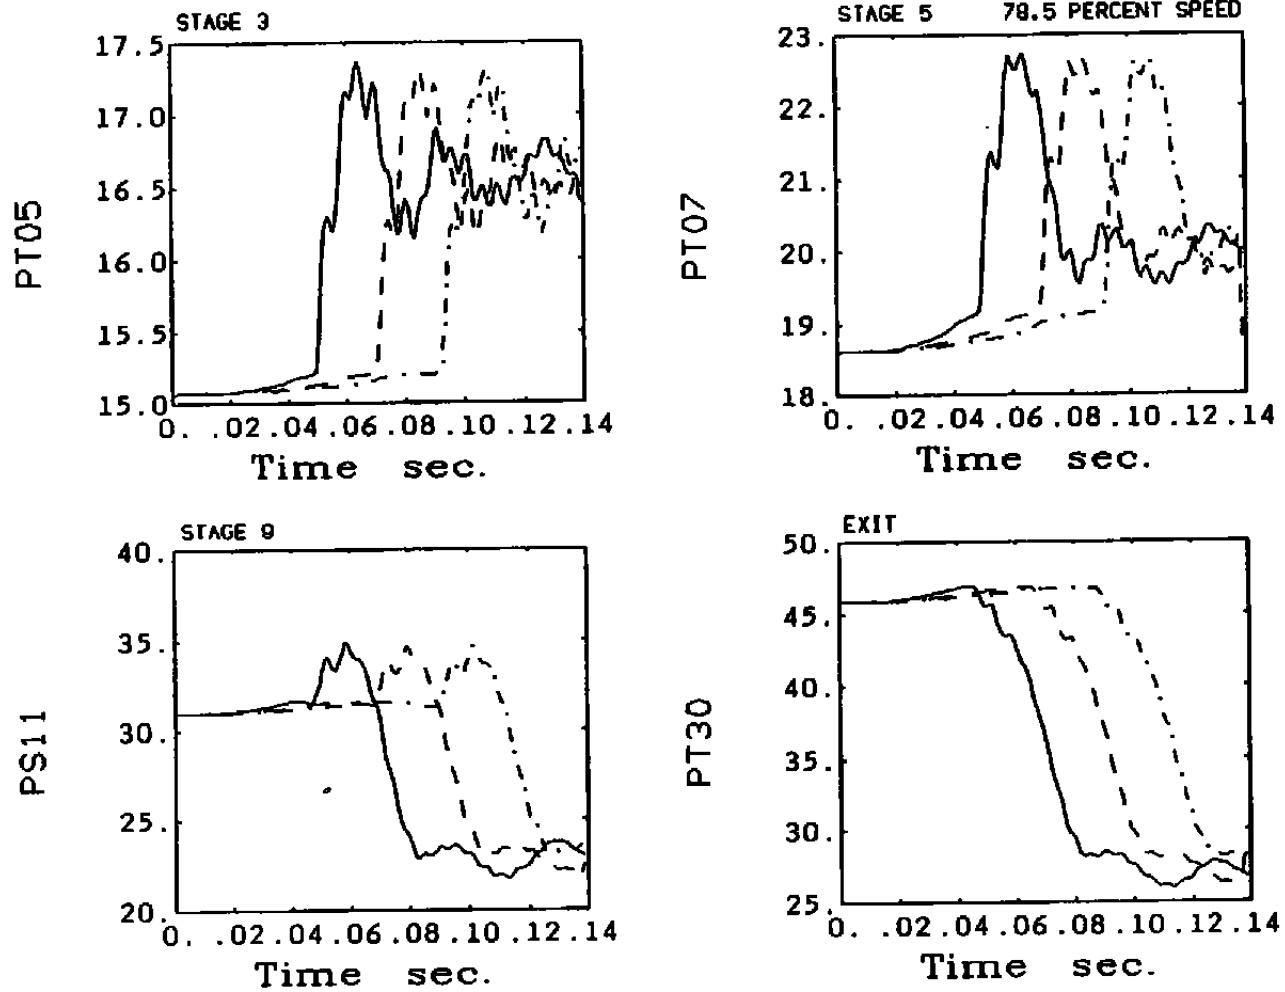 STAGE 3
17.5
17.0
16.5
16.0
15.5
15.0
PT05
0. .02 .04 .06 .08 .10 .12 .14
Time sec.
STAGE 5 78.5 PERCENT SPEED
23.
22.
21.
20.
19.
18.
PT07
0. .02 .04 .06 .08 .10 .12 .14
Time sec.
STAGE 9
40.
35.
30.
25.
20.
PS11
0. .02 .04 .06 .08 .10 .12 .14
Time sec.
EXIT
50.
45.
40.
35.
30.
25.
PT30
0. .02 .04 .06 .08 .10 .12 .14
Time sec.